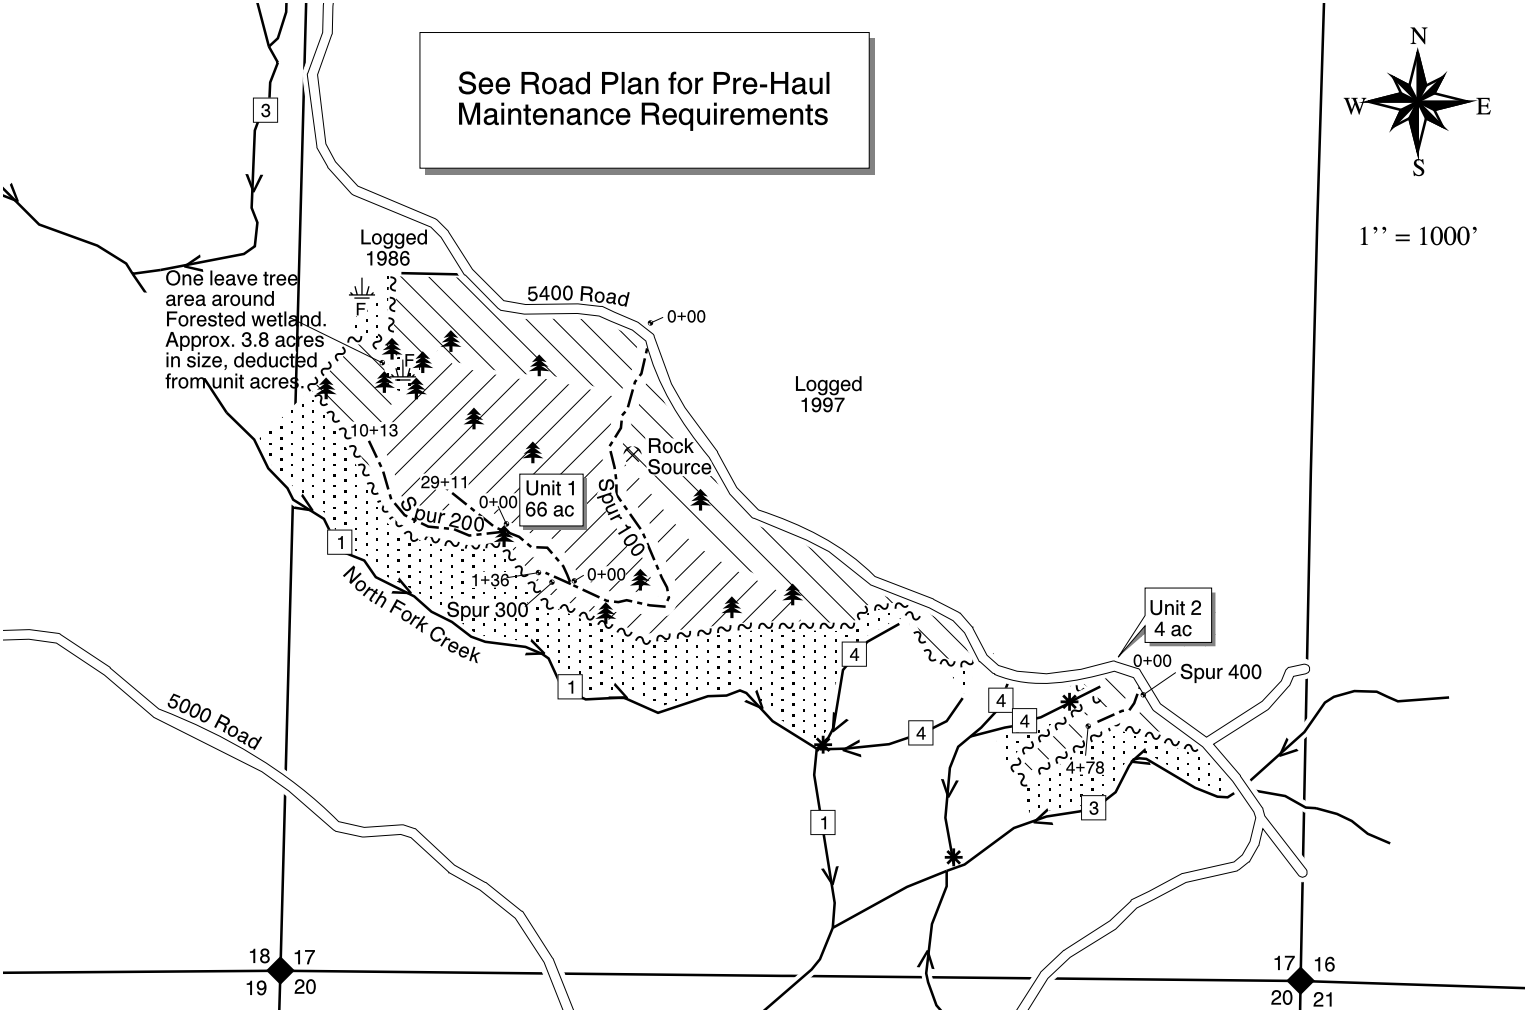 See Road Plan for Pre-Haul
Maintenance Requirements
N
W
E
S
1'' = 1000'
3
Logged
1986
One leave tree
area around
Forested wetland.
Approx. 3.8 acres
in size, deducted
from unit acres.
F
F
5400 Road
0+00
Logged
1997
10+13
Rock
Source
29+11
0+00
Unit 1
66 ac
Spur 200
Spur 100
1
1+36
0+00
Spur 300
North Fork Creek
Unit 2
4 ac
4
0+00
Spur 400
1
4
4
4
5000 Road
4+78
3
1
18
17
19
20
17
16
20
21